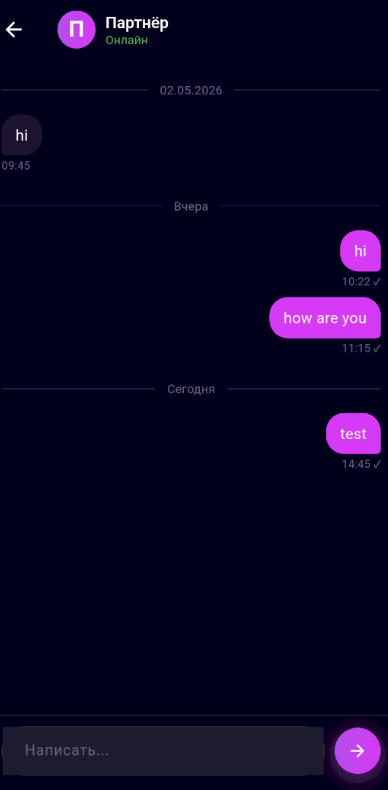 П
Партнёр
Онлайн
02.05.2026
hi
09:45
Вчера
hi
10:22 ✓
how are you
11:15 ✓
Сегодня
test
14:45 ✓
Написать...